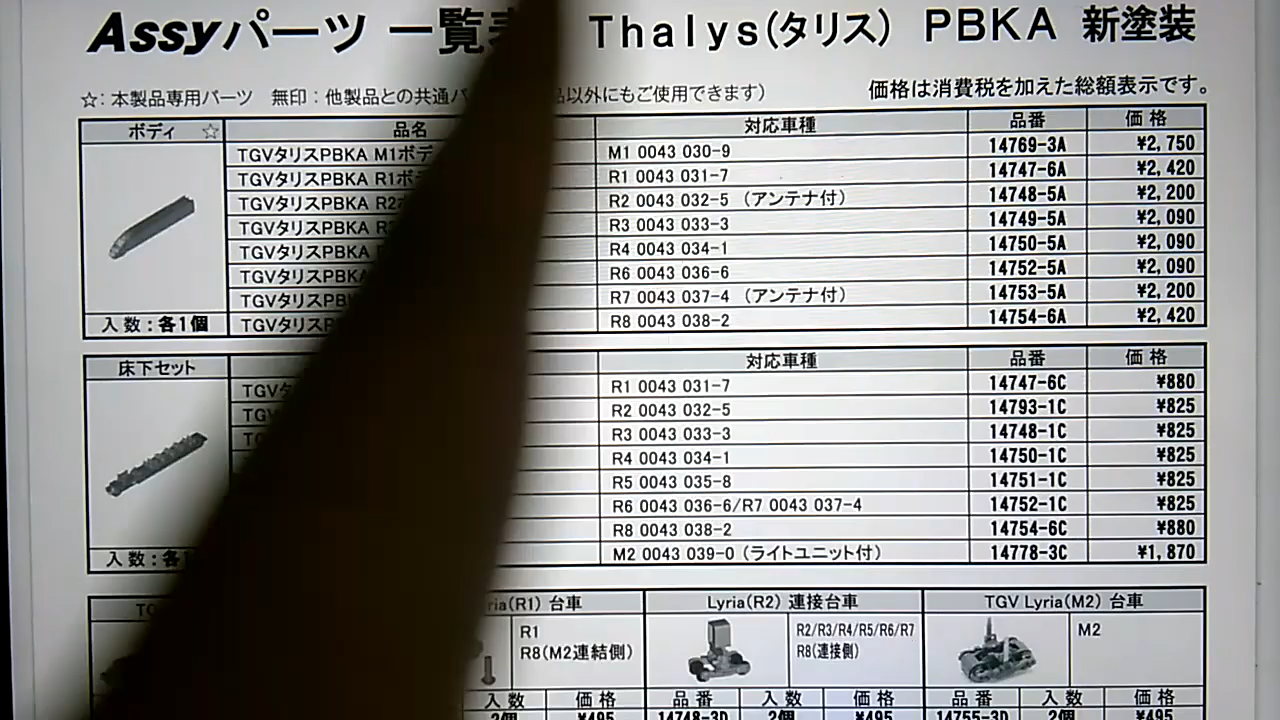 Assyパーツ 一覧表 Thalys(タリス) PBKA 新塗装
☆: 本製品専用パーツ 無印：他製品との共通パ 品以外にもご使用できます）
価格は消費税を加えた総額表示です。
ボディ ☆ 品名 対応車種 品番 価格
TGVタリスPBKA M1ボデ M1 0043 030-9 14769-3A ¥2,750
TGVタリスPBKA R1ボ R1 0043 031-7 14747-6A ¥2,420
TGVタリスPBKA R2 R2 0043 032-5 (アンテナ付) 14748-5A ¥2,200
TGVタリスPBKA R3 0043 033-3 14749-5A ¥2,090
TGVタリスPBKA R4 0043 034-1 14750-5A ¥2,090
TGVタリスPBKA R6 0043 036-6 14752-5A ¥2,090
TGVタリスPB R7 0043 037-4 (アンテナ付) 14753-5A ¥2,200
入数：各1個 TGVタリスP R8 0043 038-2 14754-6A ¥2,420
床下セット 対応車種 品番 価格
TGV R1 0043 031-7 14747-6C ¥880
TGV R2 0043 032-5 14793-1C ¥825
R3 0043 033-3 14748-1C ¥825
R4 0043 034-1 14750-1C ¥825
R5 0043 035-8 14751-1C ¥825
R6 0043 036-6/R7 0043 037-4 14752-1C ¥825
R8 0043 038-2 14754-6C ¥880
入数：各 M2 0043 039-0 (ライトユニット付) 14778-3C ¥1,870
ria(R1) 台車 Lyria(R2) 連接台車 TGV Lyria(M2) 台車
R1 R2/R3/R4/R5/R6/R7 M2
R8(M2連結側) R8(連接側)
入数 価格 品番 入数 価格 品番 入数 価格
2個 ¥495 14748-3D 2個 ¥495 14755-3D 2個 ¥495